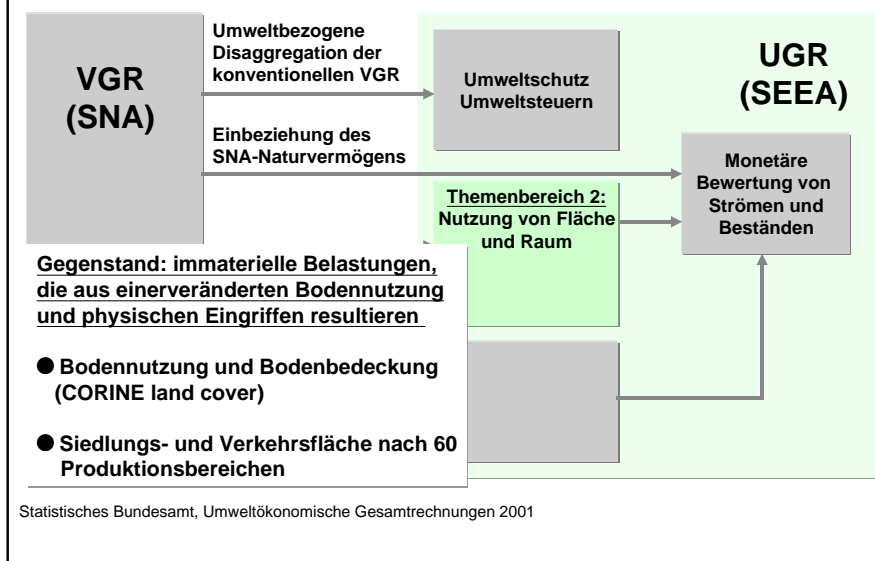 VGR
(SNA)
Umweltbezogene
Disaggregation der
konventionellen VGR
Einbeziehung des
SNA-Naturvermögens
Umweltschutz
Umweltsteuern
UGR
(SEEA)
Monetäre
Bewertung von
Strömen und
Beständen
Themenbereich 2:
Nutzung von Fläche
und Raum
Gegenstand: immaterielle Belastungen,
die aus einerveränderten Bodennutzung
und physischen Eingriffen resultieren
● Bodennutzung und Bodenbedeckung
(CORINE land cover)
● Siedlungs- und Verkehrsfläche nach 60
Produktionsbereichen
Statistisches Bundesamt, Umweltökonomische Gesamtrechnungen 2001